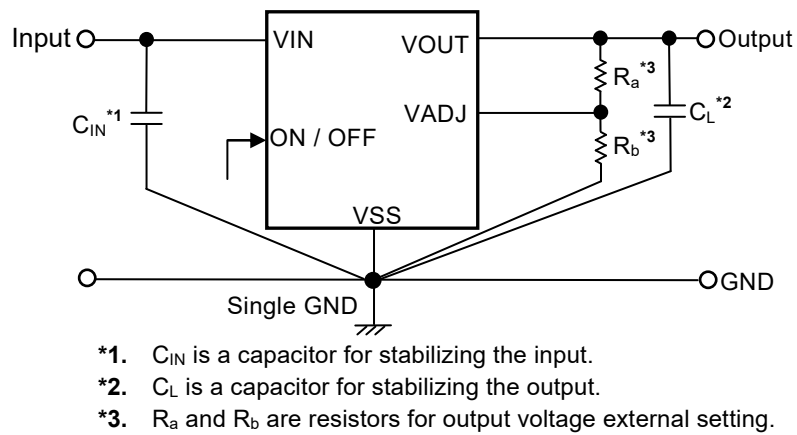 Input VIN VOUT Output
Ra*3
CIN*1 VADJ CL*2
ON / OFF Rb*3
VSS
GND
Single GND
*1. CIN is a capacitor for stabilizing the input.
*2. CL is a capacitor for stabilizing the output.
*3. Ra and Rb are resistors for output voltage external setting.